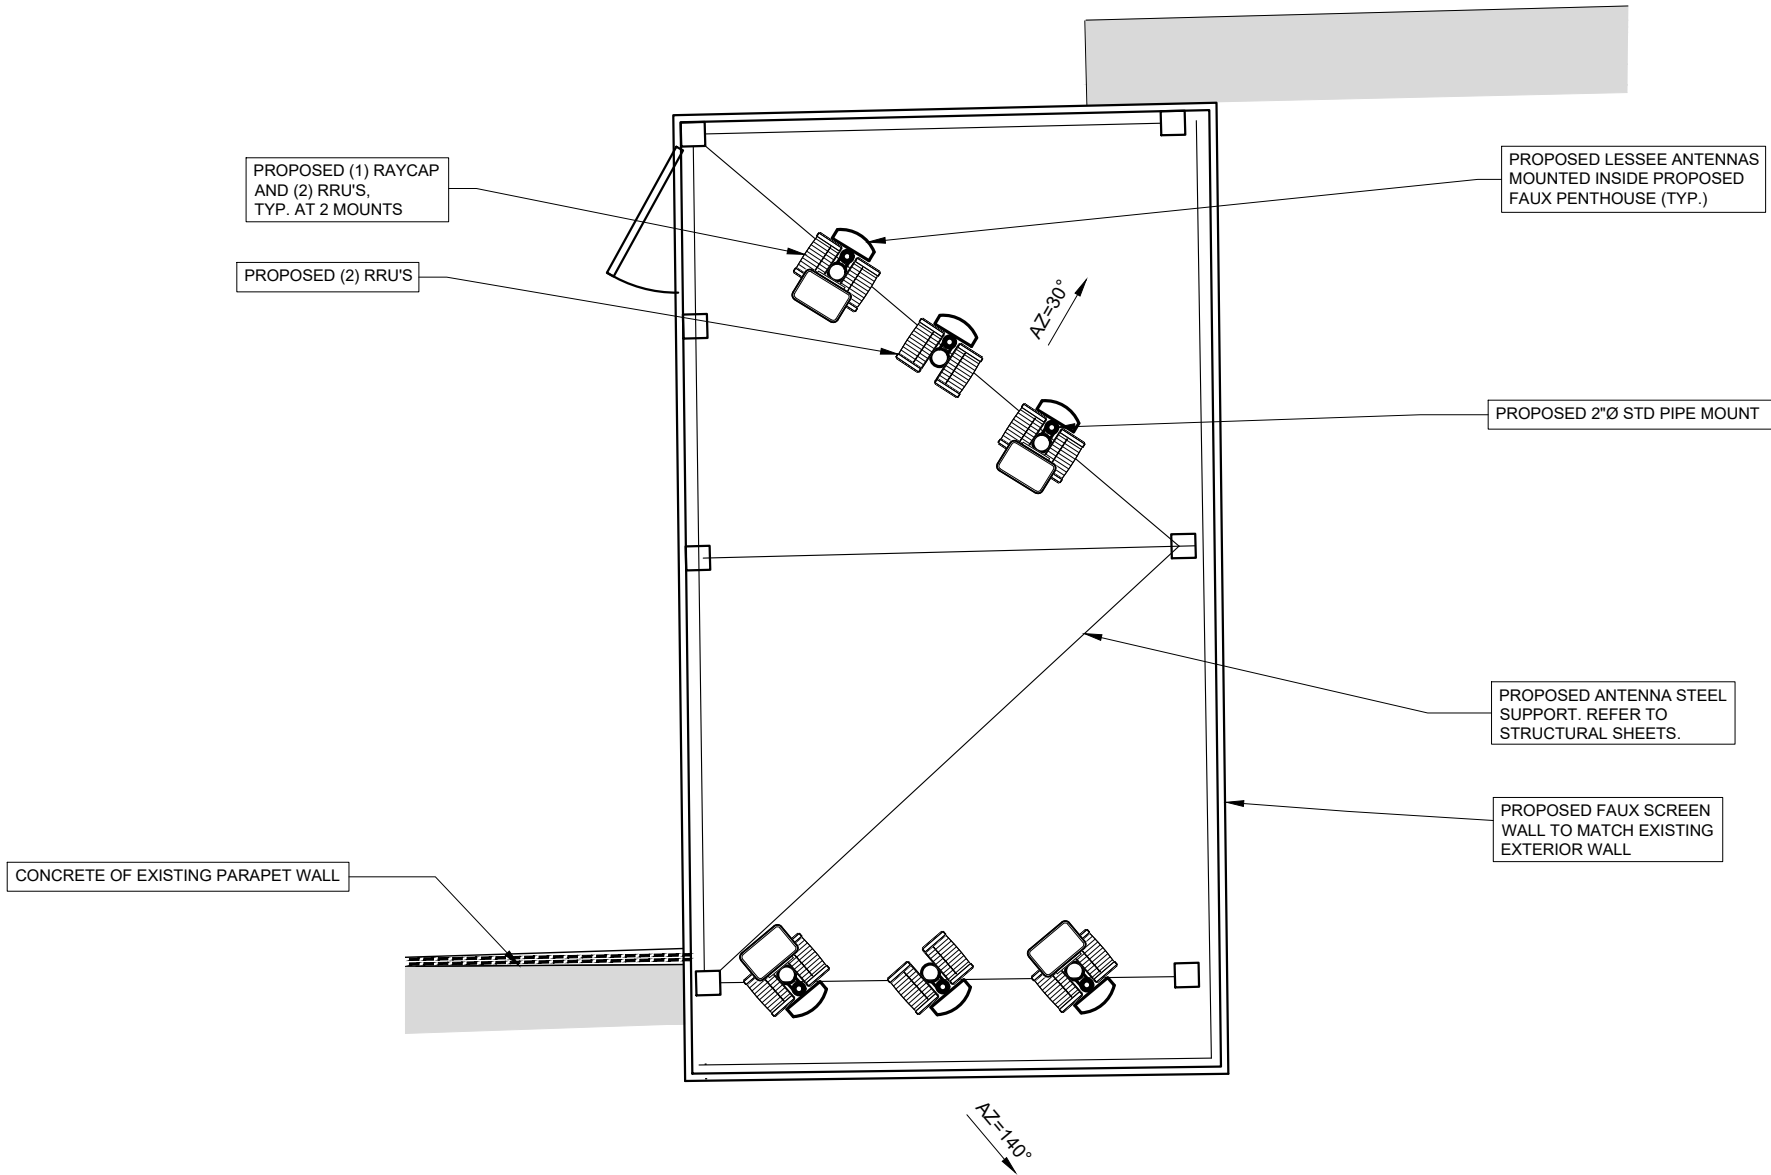 PROPOSED (1) RAYCAP
AND (2) RRU'S,
TYP. AT 2 MOUNTS
PROPOSED (2) RRU'S
CONCRETE OF EXISTING PARAPET WALL
AZ=30°
AZ=140°
PROPOSED LESSEE ANTENNAS
MOUNTED INSIDE PROPOSED
FAUX PENTHOUSE (TYP.)
PROPOSED 2"Ø STD PIPE MOUNT
PROPOSED ANTENNA STEEL
SUPPORT. REFER TO
STRUCTURAL SHEETS.
PROPOSED FAUX SCREEN
WALL TO MATCH EXISTING
EXTERIOR WALL